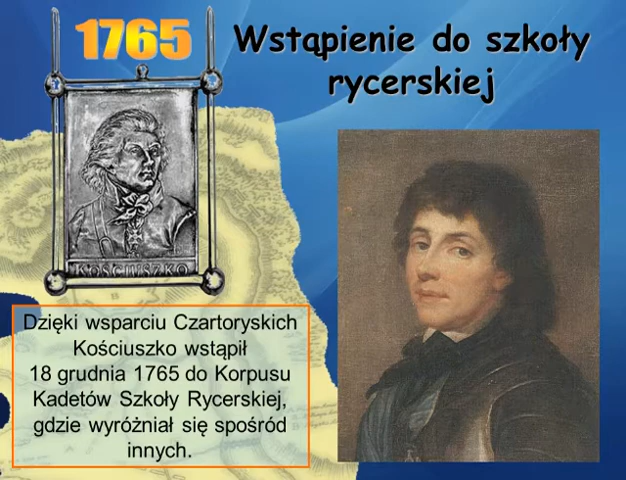 1765
Wstąpienie do szkoły
rycerskiej
KOŚCIUSZKO
Dzięki wsparciu Czartoryskich
Kościuszko wstąpił
18 grudnia 1765 do Korpusu
Kadetów Szkoły Rycerskiej,
gdzie wyróżniał się spośród
innych.